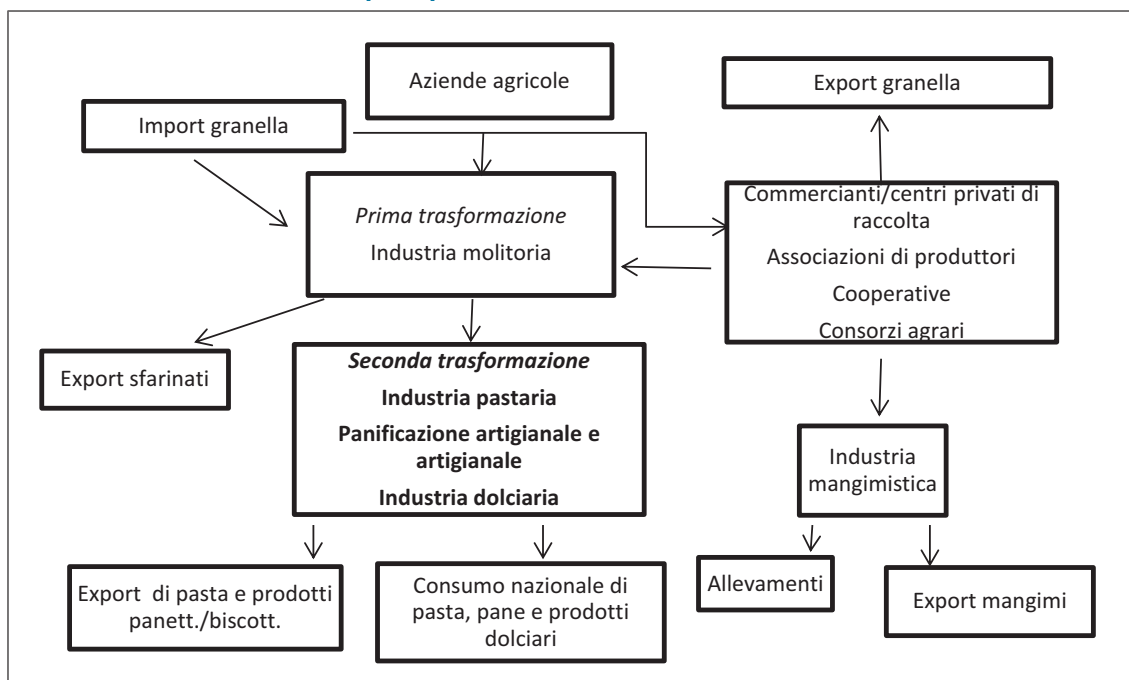 Aziende agricole
Export granella
Import granella
Commercianti/centri privati di
raccolta
Associazioni di produttori
Cooperative
Consorzi agrari
Prima trasformazione
Industria molitoria
Export sfarinati
Seconda trasformazione
Industria pastaria
Panificazione artigianale e
artigianale
Industria dolciaria
Industria
mangimistica
Export di pasta e prodotti
panett./biscott.
Consumo nazionale di
pasta, pane e prodotti
dolciari
Allevamenti
Export mangimi